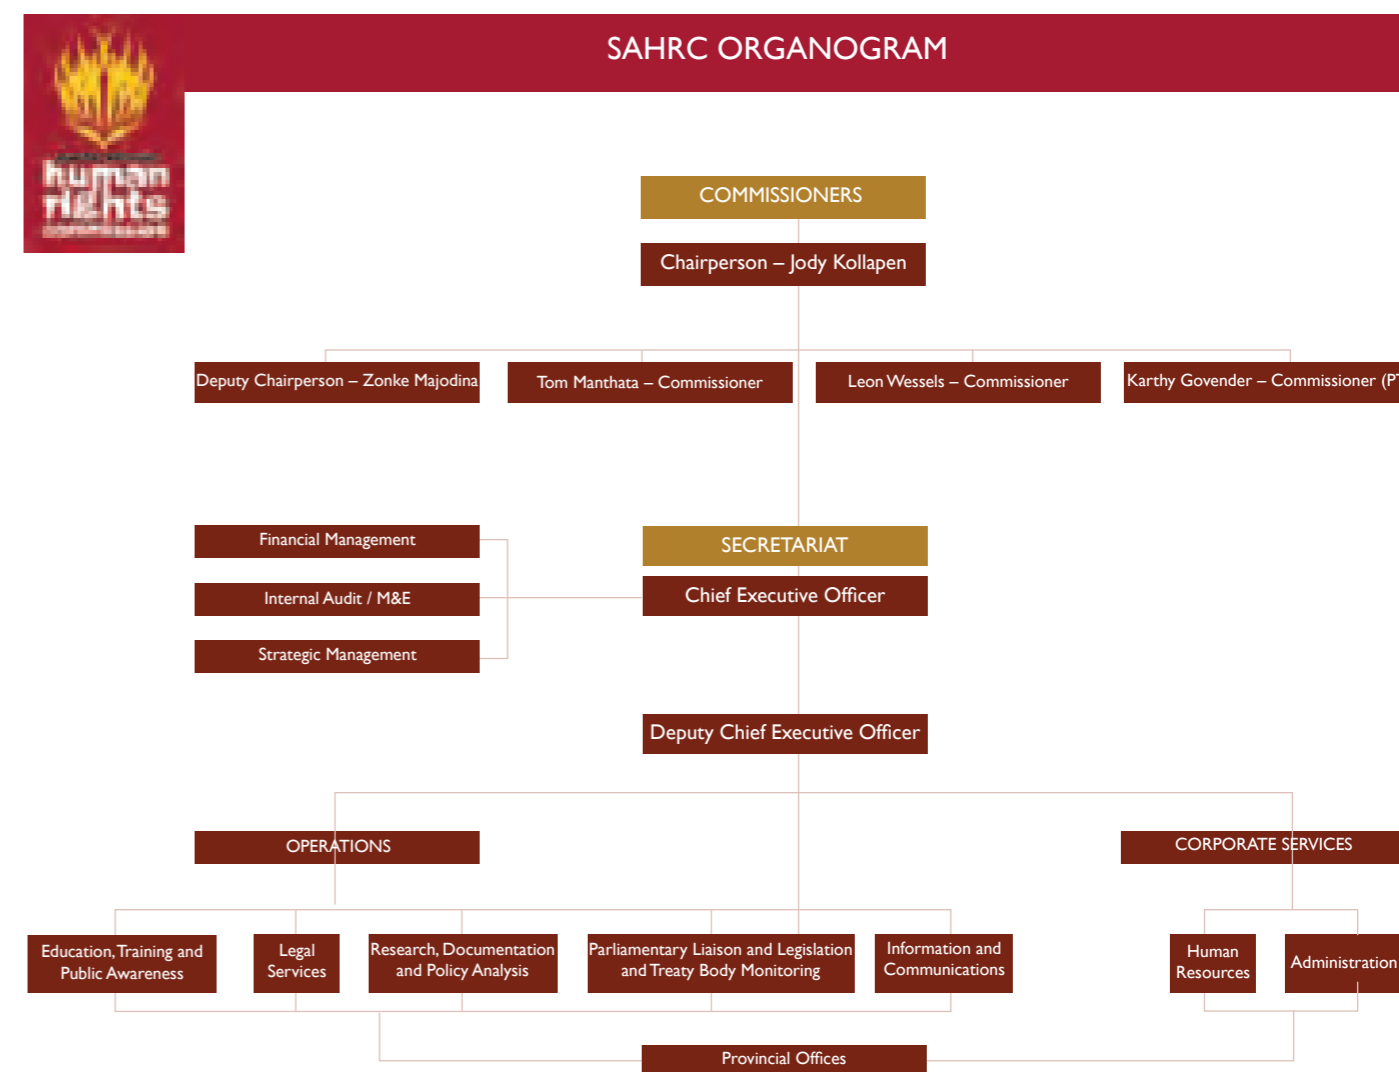 SAHRC ORGANOGRAM
human
rights
COMMISSIONERS
Chairperson – Jody Kollapen
Deputy Chairperson – Zonke Majodina
Tom Manthata – Commissioner
Leon Wessels – Commissioner
Karthy Govender – Commissioner
Financial Management
SECRETARIAT
Internal Audit / M&E
Chief Executive Officer
Strategic Management
Deputy Chief Executive Officer
OPERATIONS
CORPORATE SERVICES
Education, Training and
Public Awareness
Legal
Services
Research, Documentation
and Policy Analysis
Parliamentary Liaison and Legislation
and Treaty Body Monitoring
Information and
Communications
Human
Resources
Administration
Provincial Offices